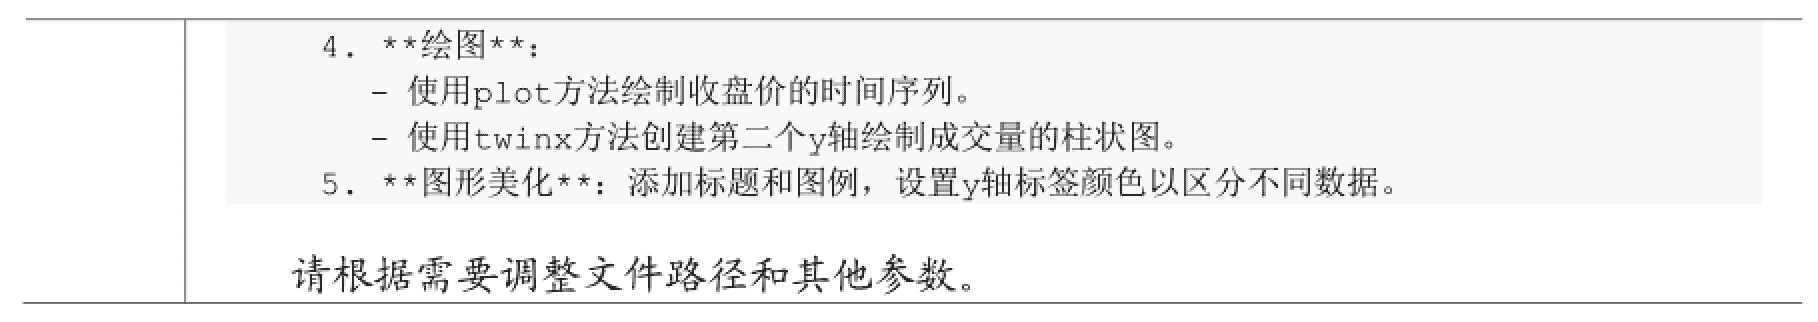 4. **绘图**：
- 使用plot方法绘制收盘价的时间序列。
- 使用twinx方法创建第二个y轴绘制成交量的柱状图。
5. **图形美化**：添加标题和图例，设置y轴标签颜色以区分不同数据。
请根据需要调整文件路径和其他参数。